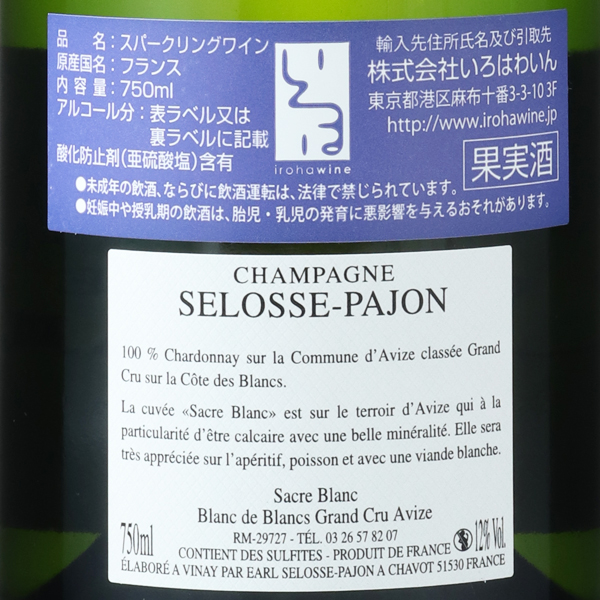 品　名：スパークリングワイン
原産国名：フランス
内 容 量：750ml
アルコール分：表ラベル又は
裏ラベルに記載
酸化防止剤(亜硫酸塩)含有
いろは
irohawine
輸入先住所氏名及び引取先
株式会社いろはわいん
東京都港区麻布十番3-3-10 3F
http://www.irohawine.jp
果実酒
●未成年の飲酒、ならびに飲酒運転は、法律で禁じられています。
●妊娠中や授乳期の飲酒は、胎児・乳児の発育に悪影響を与えるおそれがあります。
CHAMPAGNE
SELOSSE-PAJON
100 % Chardonnay sur la Commune d'Avize classée Grand
Cru sur la Côte des Blancs.
La cuvée «Sacre Blanc» est sur le terroir d'Avize qui à la
particularité d'être calcaire avec une belle minéralité. Elle sera
très appréciée sur l'apéritif, poisson et avec une viande blanche.
Sacre Blanc
Blanc de Blancs Grand Cru Avize
RM-29727 - TÉL. 03 26 57 82 07
750ml
12% Vol.
CONTIENT DES SULFITES - PRODUIT DE FRANCE
ÉLABORÉ A VINAY PAR EARL SELOSSE-PAJON A CHAVOT 51530 FRANCE